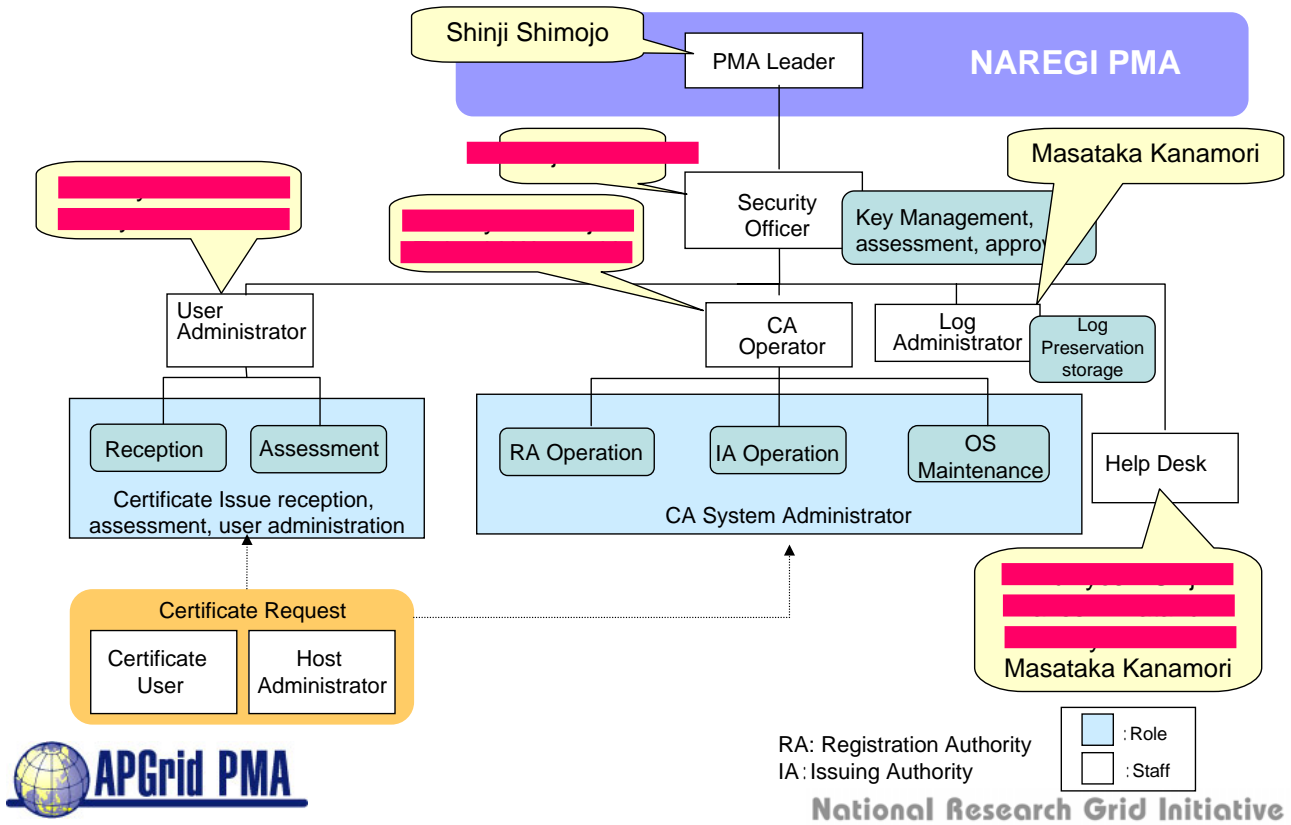 Shinji Shimojo
PMA Leader
NAREGI PMA
Masataka Kanamori
Security
Officer
Key Management,
assessment, approv
User
Administrator
CA
Operator
Log
Administrator
Log
Preservation
storage
Reception
Assessment
Certificate Issue reception,
assessment, user administration
RA Operation
IA Operation
OS
Maintenance
CA System Administrator
Help Desk
Masataka Kanamori
Certificate Request
Certificate
User
Host
Administrator
APGrid PMA
RA: Registration Authority
IA: Issuing Authority
: Role
: Staff
National Research Grid Initiative